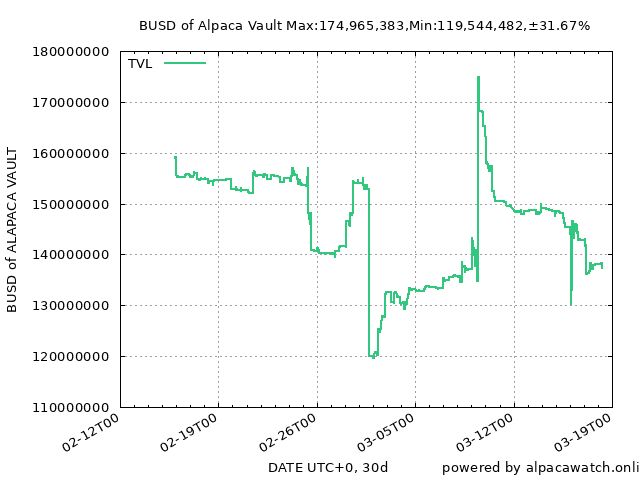 BUSD of Alpaca Vault Max:174,965,383,Min:119,544,482,±31.67%
180000000
TVL
170000000
160000000
150000000
140000000
130000000
120000000
110000000
BUSD of ALAPACA VAULT
02-12T00
02-19T00
02-26T00
03-05T00
03-12T00
03-19T00
DATE UTC+0, 30d
powered by alpacawatch.onli